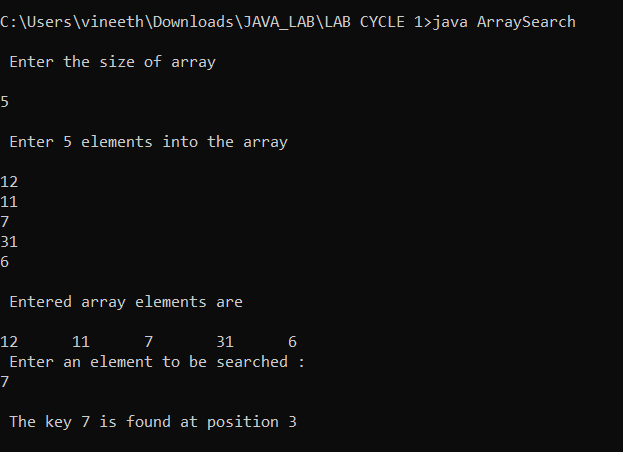 C:\Users\vineeth\Downloads\JAVA_LAB\LAB CYCLE 1>java ArraySearch
Enter the size of array
5
Enter 5 elements into the array
12
11
7
31
6
Entered array elements are
12 11 7 31 6
Enter an element to be searched :
7
The key 7 is found at position 3